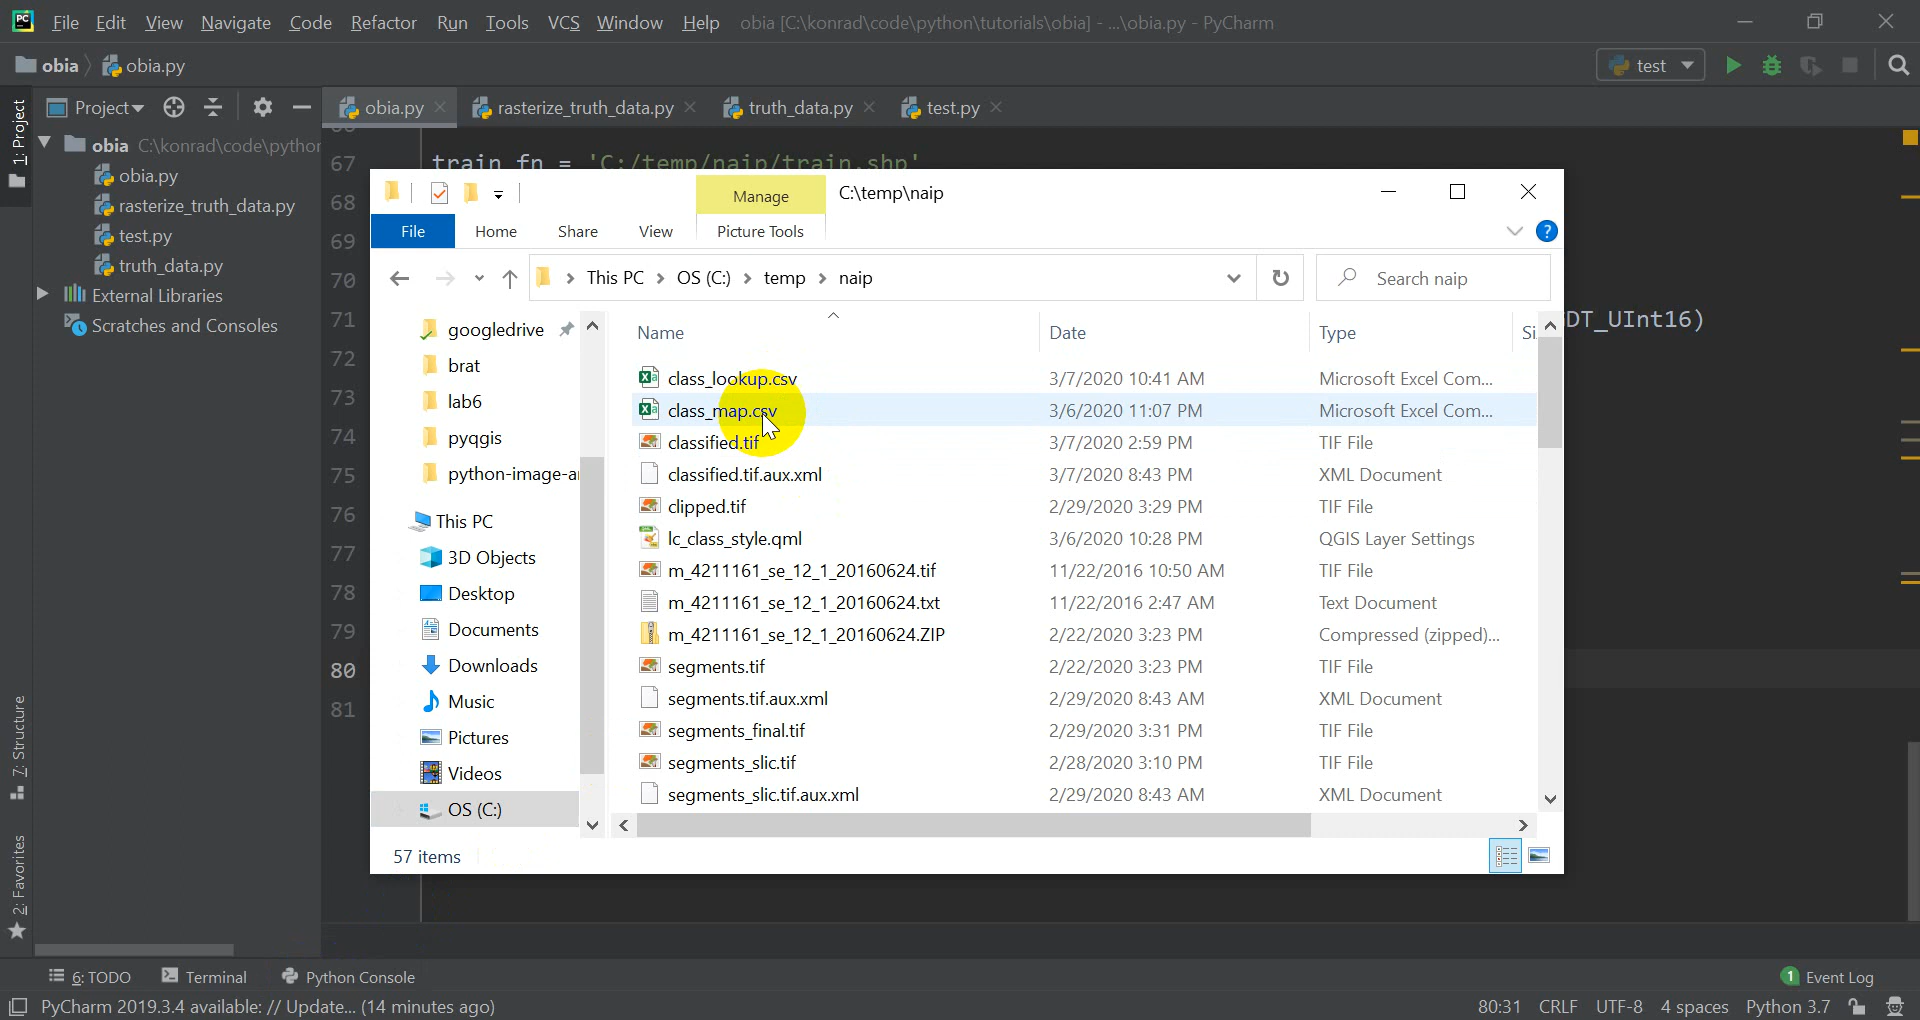 File Edit View Navigate Code Refactor Run Tools VCS Window Help obia [C:\konrad\code\python\tutorials\obia] - ...\obia.py - PyCharm
obia obia.py test
1: Project
Project
obia.py rasterize_truth_data.py truth_data.py test.py
obia C:\konrad\code\python
obia.py
rasterize_truth_data.py
test.py
truth_data.py
External Libraries
Scratches and Consoles
67 train_fn = 'C:/temp/naip/train.shp'
68
69
70
71 GDT_UInt16)
72
73
74
75
76
77
78
79
80
81
Manage C:\temp\naip
File Home Share View Picture Tools
This PC > OS (C:) > temp > naip
Search naip
googledrive
brat
lab6
pyqgis
python-image-a
This PC
3D Objects
Desktop
Documents
Downloads
Music
Pictures
Videos
OS (C:)
Name Date Type Si
class_lookup.csv 3/7/2020 10:41 AM Microsoft Excel Com...
class_map.csv 3/6/2020 11:07 PM Microsoft Excel Com...
classified.tif 3/7/2020 2:59 PM TIF File
classified.tif.aux.xml 3/7/2020 8:43 PM XML Document
clipped.tif 2/29/2020 3:29 PM TIF File
lc_class_style.qml 3/6/2020 10:28 PM QGIS Layer Settings
m_4211161_se_12_1_20160624.tif 11/22/2016 10:50 AM TIF File
m_4211161_se_12_1_20160624.txt 11/22/2016 2:47 AM Text Document
m_4211161_se_12_1_20160624.ZIP 2/22/2020 3:23 PM Compressed (zipped)...
segments.tif 2/22/2020 3:23 PM TIF File
segments.tif.aux.xml 2/29/2020 8:43 AM XML Document
segments_final.tif 2/29/2020 3:31 PM TIF File
segments_slic.tif 2/28/2020 3:10 PM TIF File
segments_slic.tif.aux.xml 2/29/2020 8:43 AM XML Document
57 items
7: Structure
2: Favorites
6: TODO Terminal Python Console 1 Event Log
PyCharm 2019.3.4 available: // Update... (14 minutes ago) 80:31 CRLF UTF-8 4 spaces Python 3.7